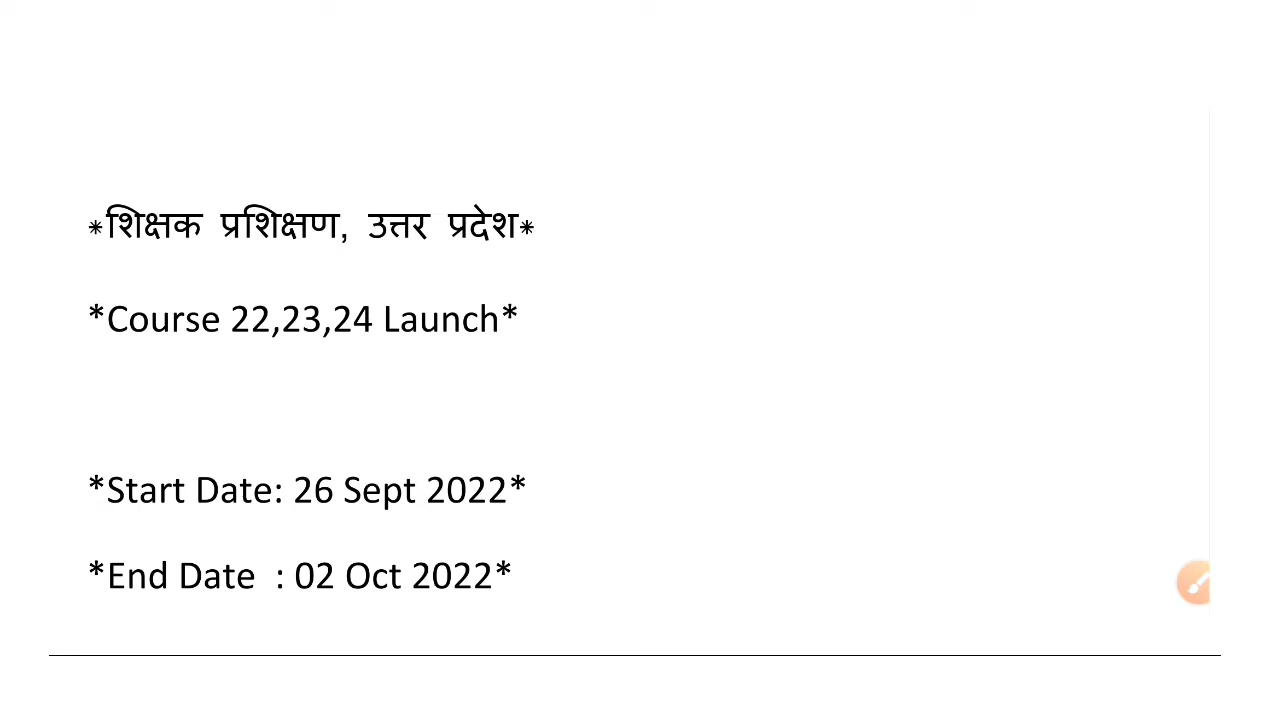 *शिक्षक प्रशिक्षण, उत्तर प्रदेश*
*Course 22,23,24 Launch*
*Start Date: 26 Sept 2022*
*End Date  : 02 Oct 2022*